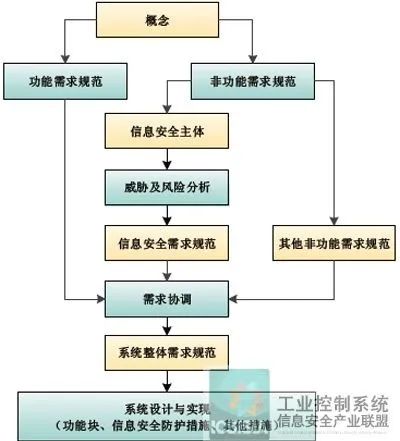 概念
功能需求规范
非功能需求规范
信息安全主体
威胁及风险分析
信息安全需求规范
其他非功能需求规范
需求协调
系统整体需求规范
系统设计与实现
（功能块、信息安全防护措施、其他措施）
工业控制系统
信息安全产业联盟